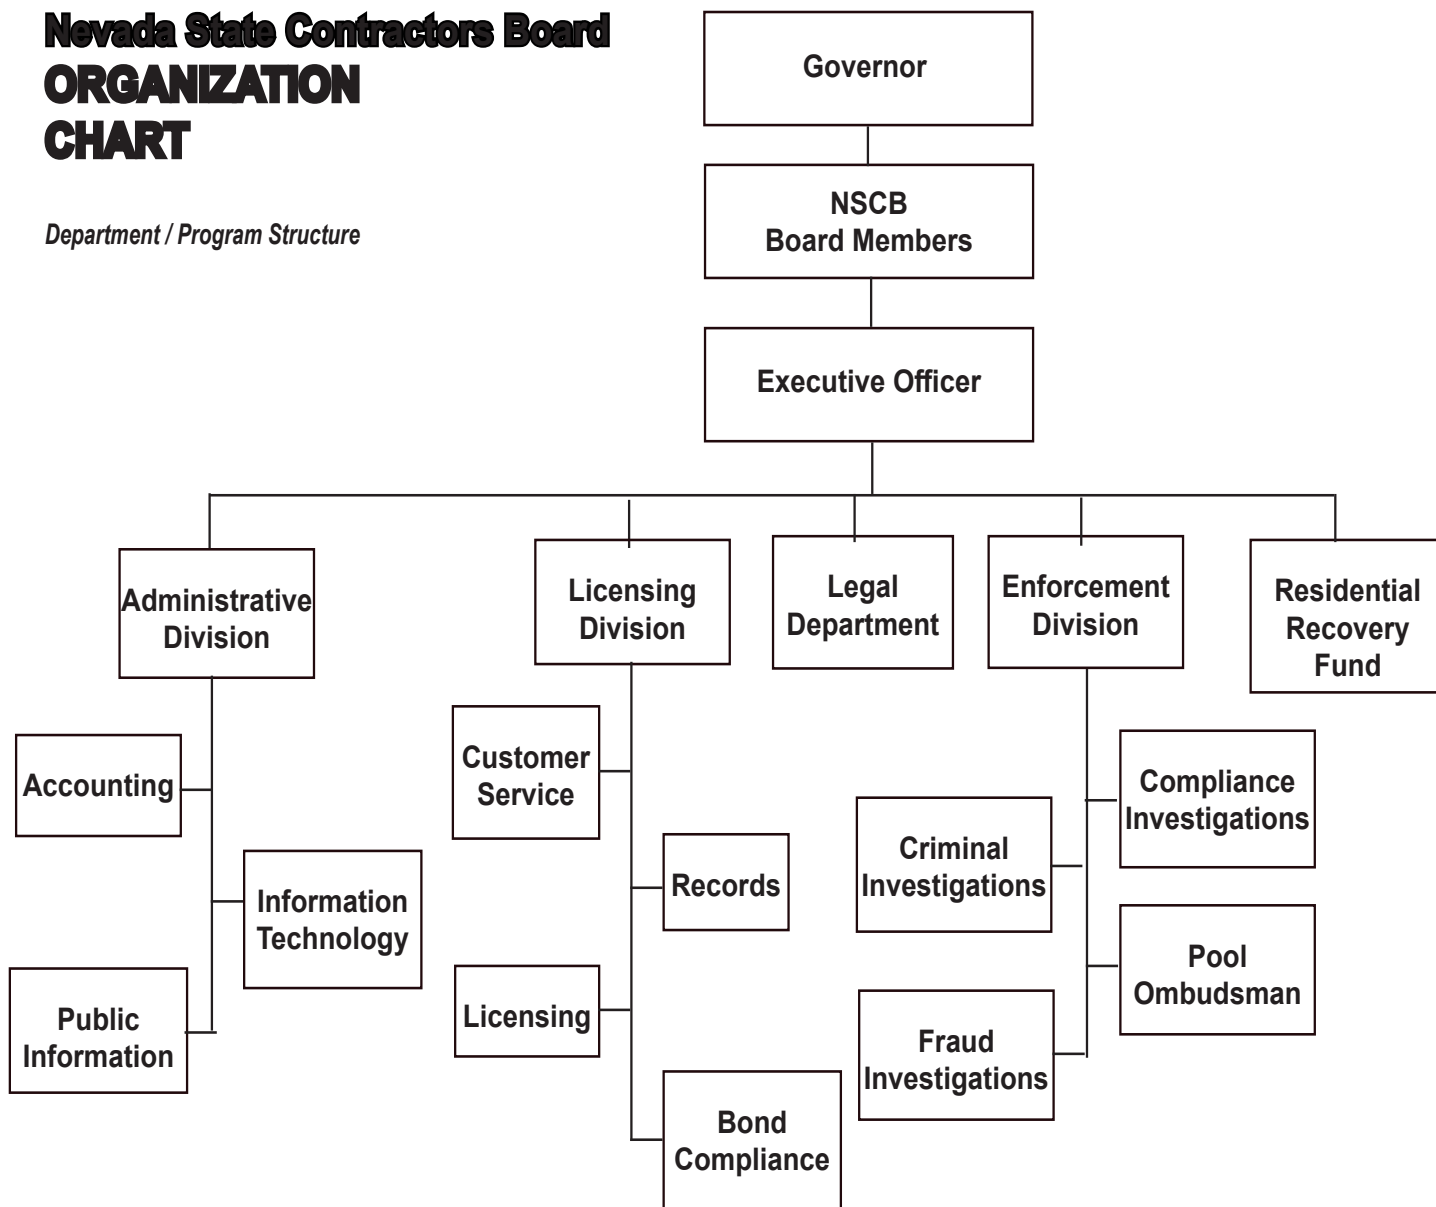 Nevada State Contractors Board
ORGANIZATION
CHART
Department / Program Structure
Governor
NSCB
Board Members
Executive Officer
Administrative
Division
Licensing
Division
Legal
Department
Enforcement
Division
Residential
Recovery
Fund
Accounting
Information
Technology
Public
Information
Customer
Service
Records
Licensing
Bond
Compliance
Compliance
Investigations
Criminal
Investigations
Pool
Ombudsman
Fraud
Investigations